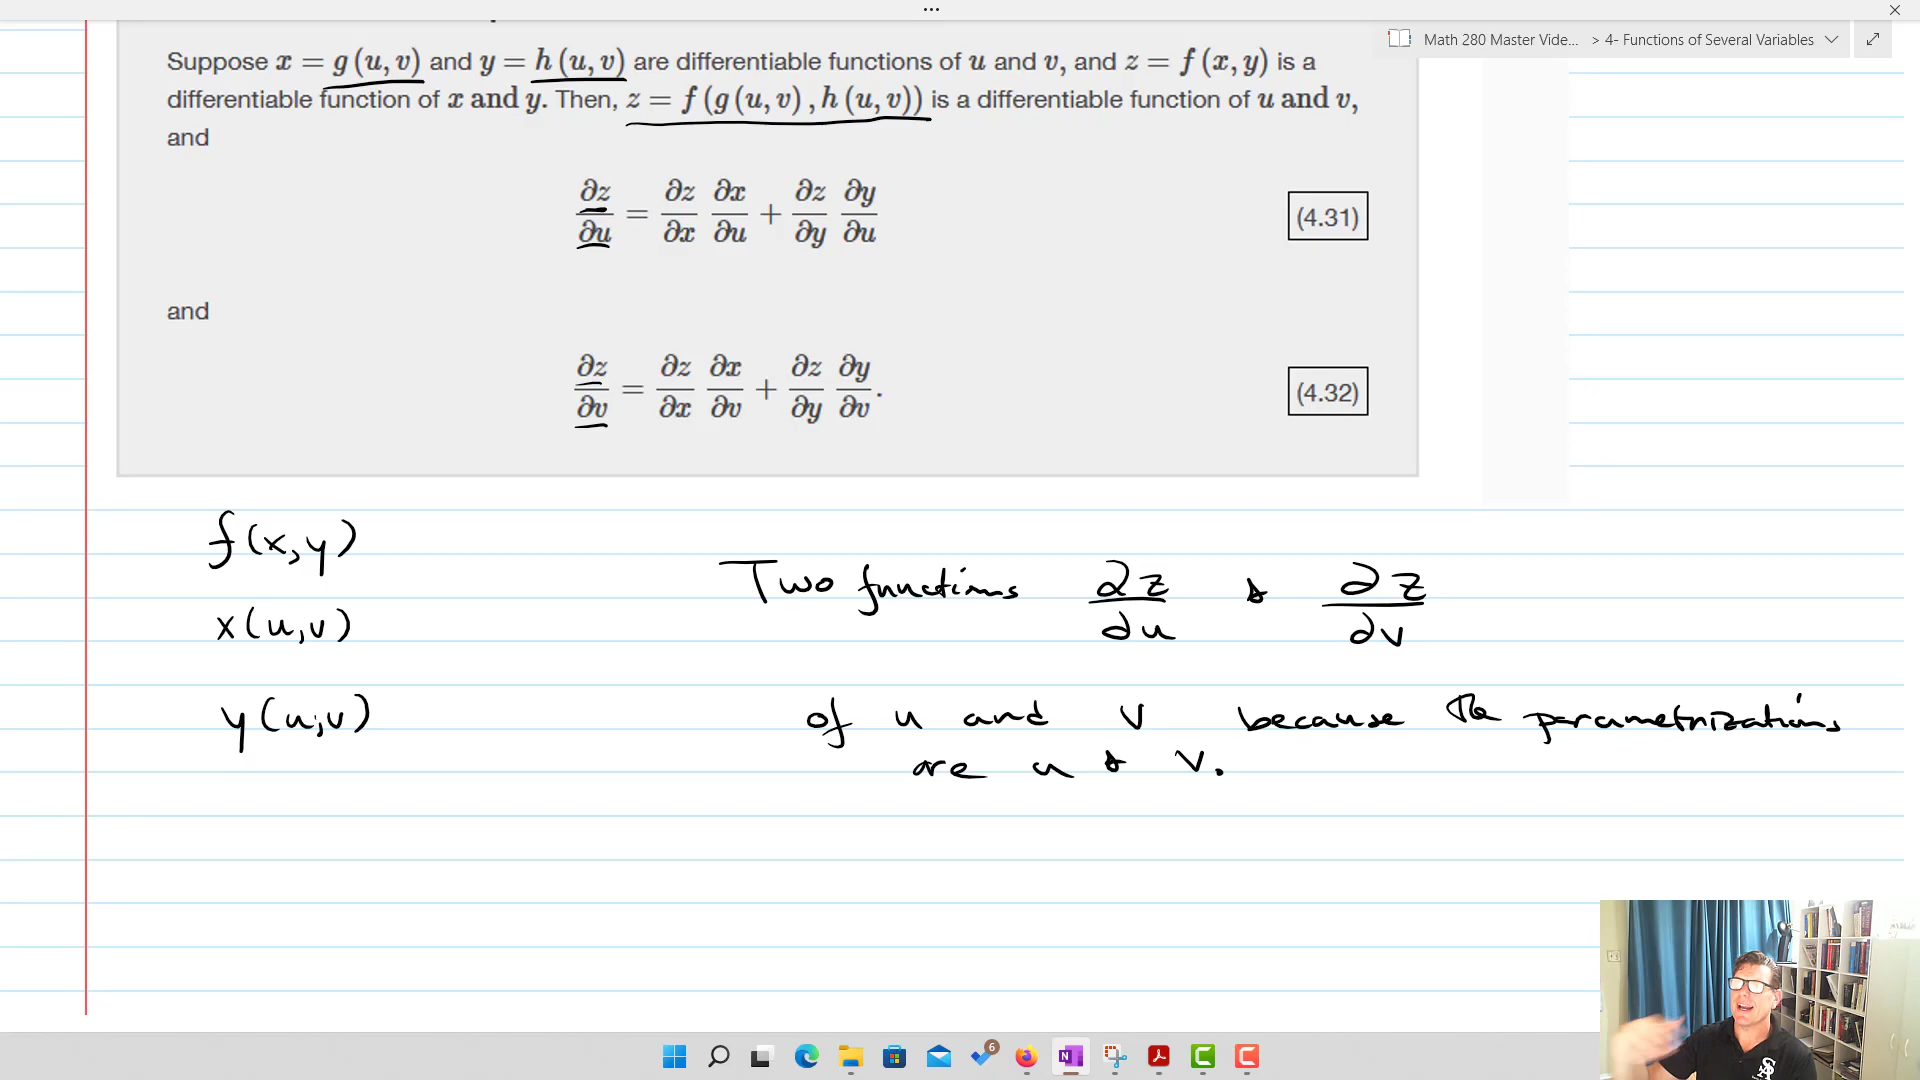 ...
Math 280 Master Vide... > 4- Functions of Several Variables
Suppose x = g (u, v) and y = h (u, v) are differentiable functions of u and v, and z = f (x, y) is a
differentiable function of x and y. Then, z = f (g (u, v) , h (u, v)) is a differentiable function of u and v,
and
∂z/∂u = ∂z/∂x ∂x/∂u + ∂z/∂y ∂y/∂u (4.31)
and
∂z/∂v = ∂z/∂x ∂x/∂v + ∂z/∂y ∂y/∂v. (4.32)
f(x,y)
x(u,v)
y(u,v)
Two functions ∂z/∂u & ∂z/∂v
of u and v because the parametrizations
are u & v.
6